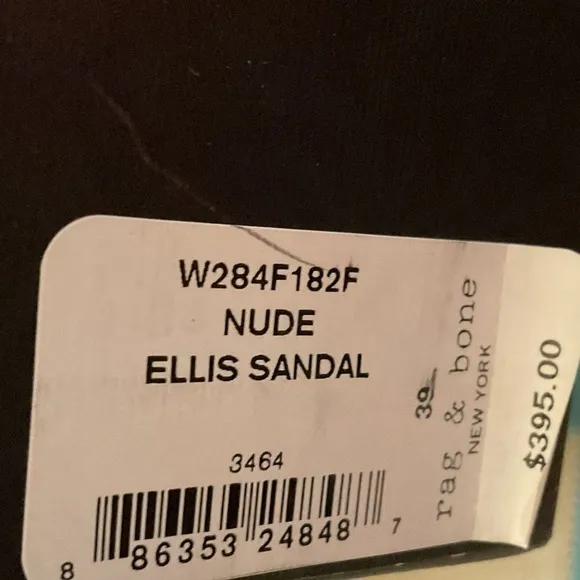 W284F182F
NUDE
ELLIS SANDAL
3464
8 86353 24848 7
39
rag & bone
NEW YORK
$395.00